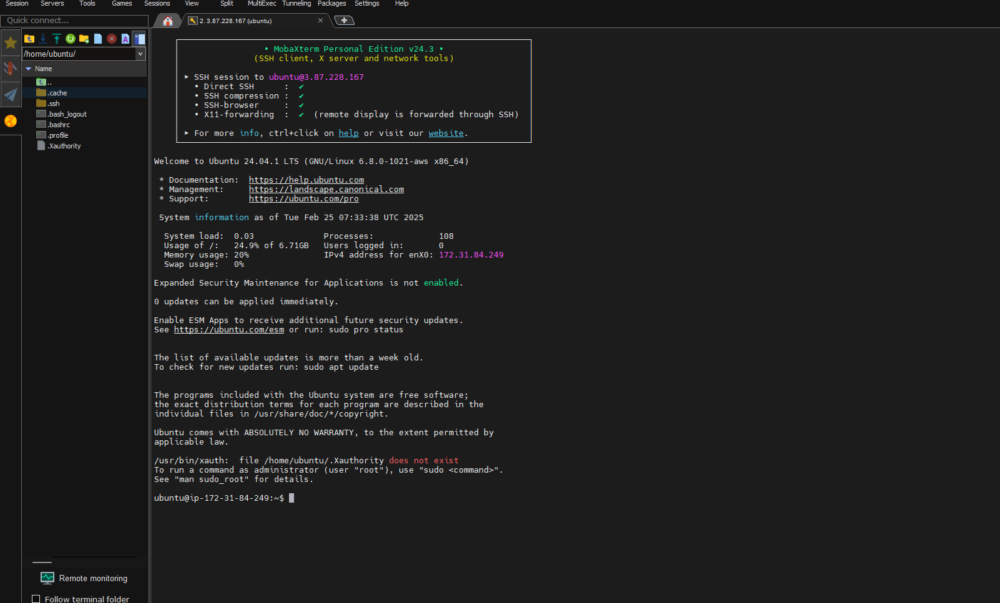 Session Servers Tools Games Sessions View Split MultiExec Tunneling Packages Settings Help
Quick connect...
2. 3.87.228.167 (ubuntu)
/home/ubuntu/
Name
..
.cache
.ssh
.bash_logout
.bashrc
.profile
.Xauthority
• MobaXterm Personal Edition v24.3 •
(SSH client, X server and network tools)
➤ SSH session to ubuntu@3.87.228.167
• Direct SSH : ✔
• SSH compression : ✔
• SSH-browser : ✔
• X11-forwarding : ✔ (remote display is forwarded through SSH)
➤ For more info, ctrl+click on help or visit our website.
Welcome to Ubuntu 24.04.1 LTS (GNU/Linux 6.8.0-1021-aws x86_64)
* Documentation: https://help.ubuntu.com
* Management: https://landscape.canonical.com
* Support: https://ubuntu.com/pro
System information as of Tue Feb 25 07:33:38 UTC 2025
System load: 0.03 Processes: 108
Usage of /: 24.9% of 6.71GB Users logged in: 0
Memory usage: 20% IPv4 address for enX0: 172.31.84.249
Swap usage: 0%
Expanded Security Maintenance for Applications is not enabled.
0 updates can be applied immediately.
Enable ESM Apps to receive additional future security updates.
See https://ubuntu.com/esm or run: sudo pro status
The list of available updates is more than a week old.
To check for new updates run: sudo apt update
The programs included with the Ubuntu system are free software;
the exact distribution terms for each program are described in the
individual files in /usr/share/doc/*/copyright.
Ubuntu comes with ABSOLUTELY NO WARRANTY, to the extent permitted by
applicable law.
/usr/bin/xauth: file /home/ubuntu/.Xauthority does not exist
To run a command as administrator (user "root"), use "sudo <command>".
See "man sudo_root" for details.
ubuntu@ip-172-31-84-249:~$
Remote monitoring
Follow terminal folder